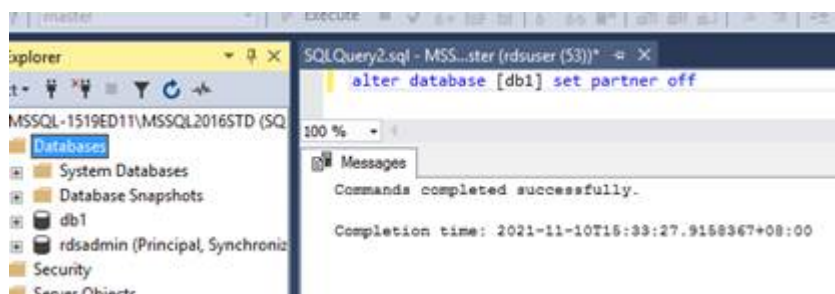 master
Execute
Explorer
SQLQuery2.sql - MSS...ster (rdsuser (53))*
alter database [db1] set partner off
MSSQL-1519ED11\MSSQL2016STD (SQ
Databases
System Databases
Database Snapshots
db1
rdsadmin (Principal, Synchroniz
Security
Server Objects
100 %
Messages
Commands completed successfully.
Completion time: 2021-11-10T15:33:27.9158367+08:00